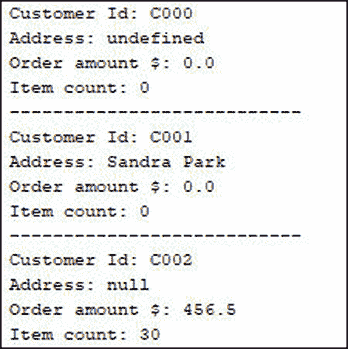 Customer Id: C000
Address: undefined
Order amount $: 0.0
Item count: 0
---------------------------
Customer Id: C001
Address: Sandra Park
Order amount $: 0.0
Item count: 0
---------------------------
Customer Id: C002
Address: null
Order amount $: 456.5
Item count: 30